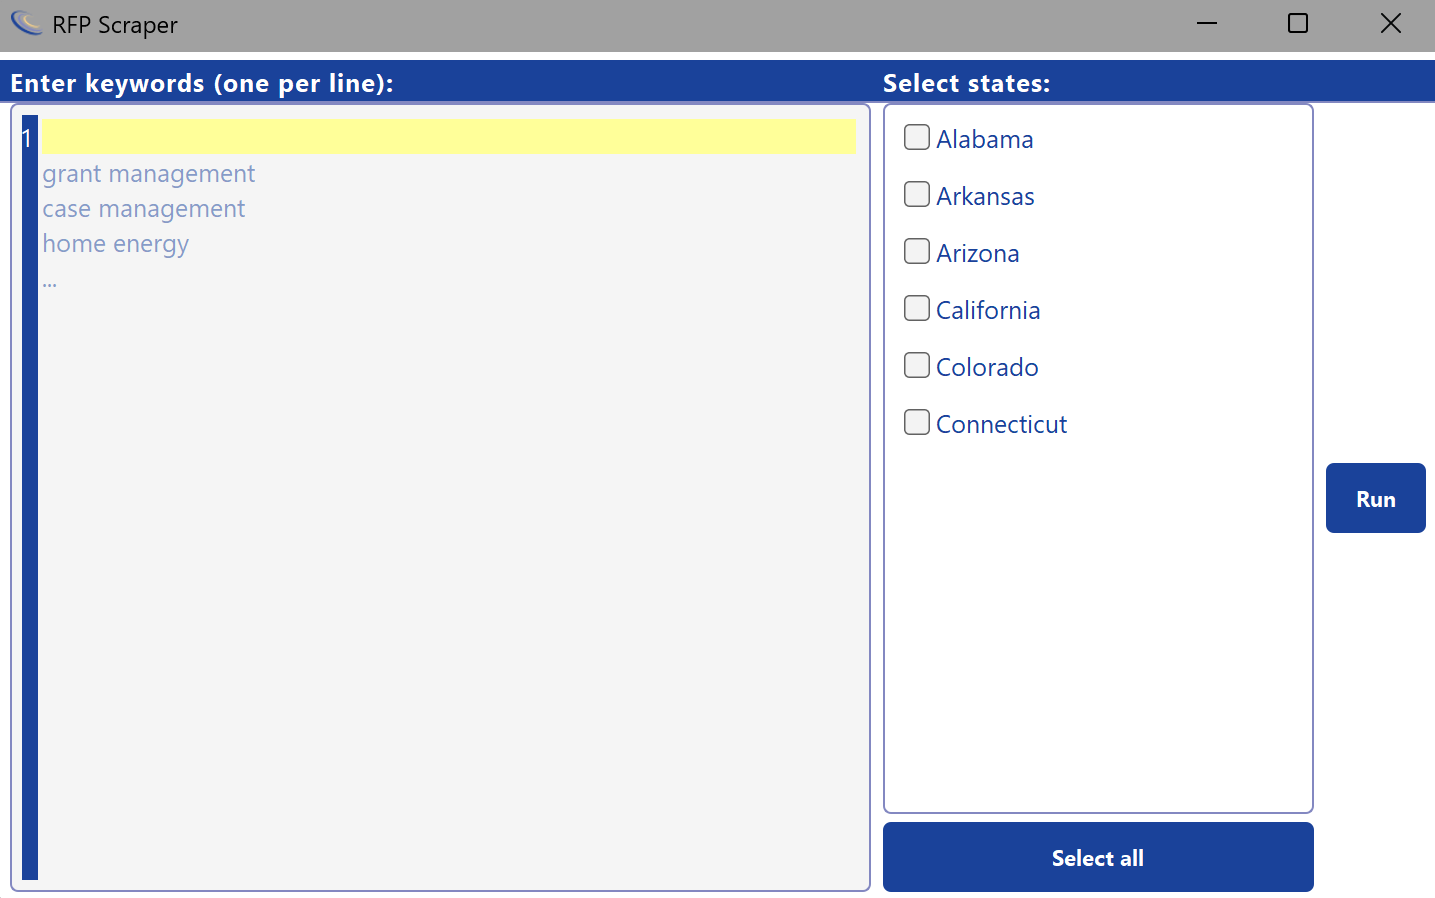 RFP Scraper
Enter keywords (one per line):
1
grant management
case management
home energy
...
Select states:
Alabama
Arkansas
Arizona
California
Colorado
Connecticut
Select all
Run